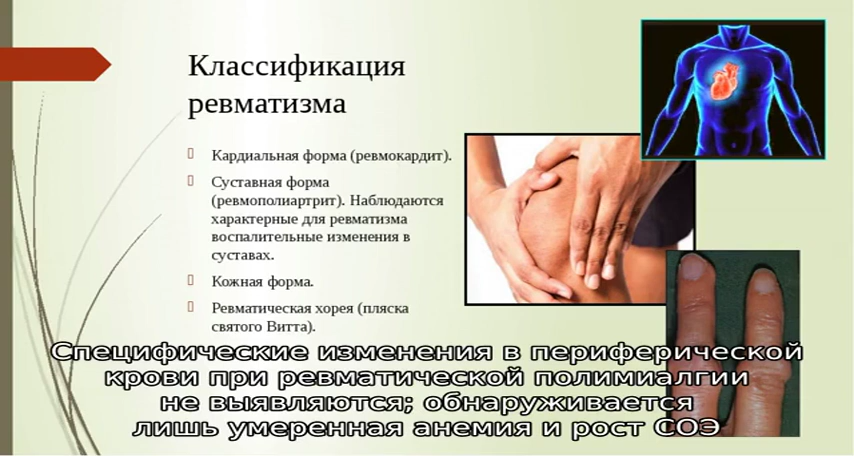 Классификация
ревматизма
Кардиальная форма (ревмокардит).
Суставная форма
(ревмополиартрит). Наблюдаются
характерные для ревматизма
воспалительные изменения в
суставах.
Кожная форма.
Ревматическая хорея (пляска
святого Витта).
Специфические изменения в периферической
крови при ревматической полимиалгии
не выявляются; обнаруживается
лишь умеренная анемия и рост СОЭ